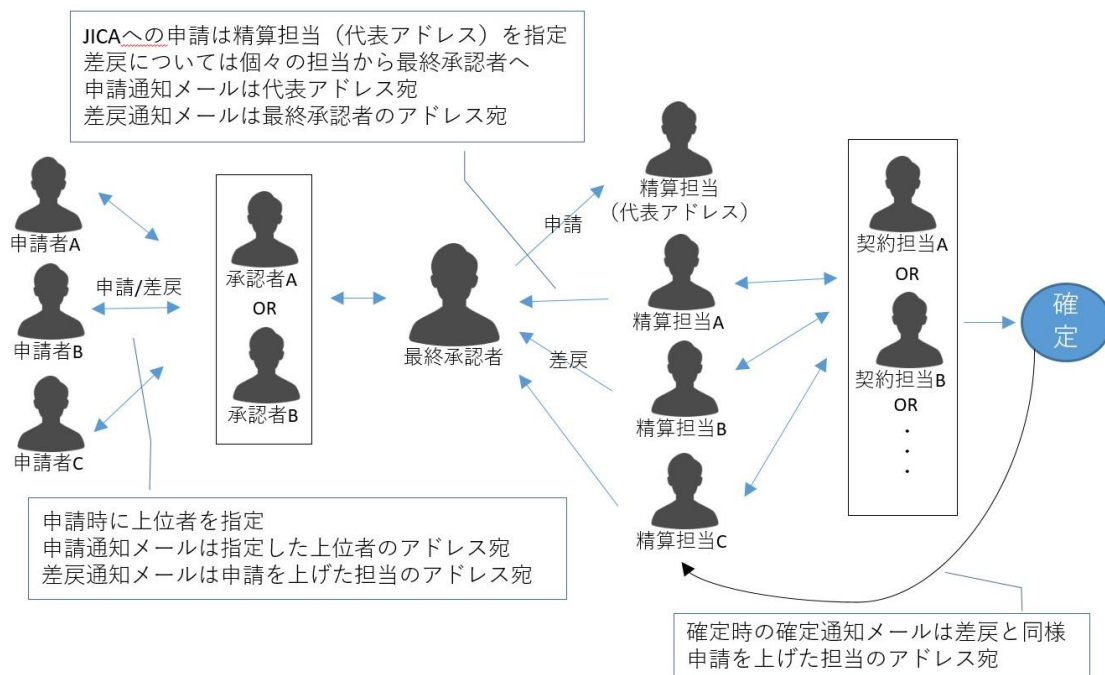 JICAへの申請は精算担当（代表アドレス）を指定
差戻については個々の担当から最終承認者へ
申請通知メールは代表アドレス宛
差戻通知メールは最終承認者のアドレス宛
申請者A
申請/差戻
申請者B
申請者C
承認者A
OR
承認者B
最終承認者
申請
差戻
精算担当
（代表アドレス）
精算担当A
精算担当B
精算担当C
契約担当A
OR
契約担当B
OR
・
・
・
確
定
申請時に上位者を指定
申請通知メールは指定した上位者のアドレス宛
差戻通知メールは申請を上げた担当のアドレス宛
確定時の確定通知メールは差戻と同様
申請を上げた担当のアドレス宛